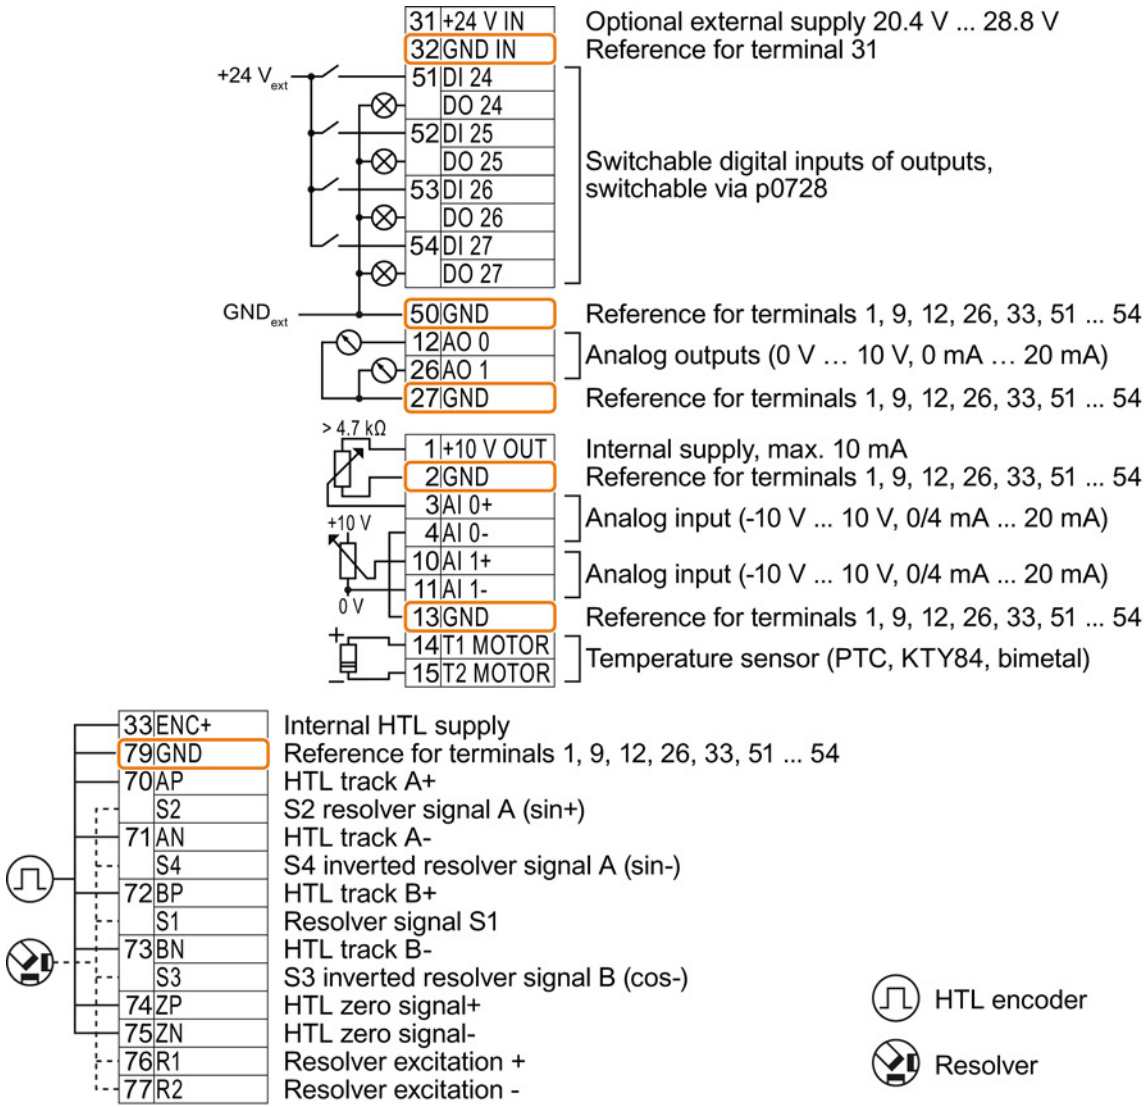 31 +24 V IN Optional external supply 20.4 V ... 28.8 V
32 GND IN Reference for terminal 31
+24 Vext 51 DI 24
DO 24
52 DI 25
DO 25 Switchable digital inputs of outputs,
53 DI 26 switchable via p0728
DO 26
54 DI 27
DO 27
GNDext 50 GND Reference for terminals 1, 9, 12, 26, 33, 51 ... 54
12 AO 0
26 AO 1 Analog outputs (0 V … 10 V, 0 mA … 20 mA)
27 GND Reference for terminals 1, 9, 12, 26, 33, 51 ... 54
> 4.7 kΩ
1 +10 V OUT Internal supply, max. 10 mA
2 GND Reference for terminals 1, 9, 12, 26, 33, 51 ... 54
3 AI 0+
Analog input (-10 V ... 10 V, 0/4 mA ... 20 mA)
+10 V
4 AI 0-
10 AI 1+
Analog input (-10 V ... 10 V, 0/4 mA ... 20 mA)
11 AI 1-
0 V
13 GND Reference for terminals 1, 9, 12, 26, 33, 51 ... 54
+
14 T1 MOTOR
Temperature sensor (PTC, KTY84, bimetal)
15 T2 MOTOR
–
33 ENC+ Internal HTL supply
79 GND Reference for terminals 1, 9, 12, 26, 33, 51 ... 54
70 AP HTL track A+
S2 S2 resolver signal A (sin+)
71 AN HTL track A-
S4 S4 inverted resolver signal A (sin-)
72 BP HTL track B+
S1 Resolver signal S1
73 BN HTL track B-
S3 S3 inverted resolver signal B (cos-)
74 ZP HTL zero signal+
75 ZN HTL zero signal-
76 R1 Resolver excitation +
77 R2 Resolver excitation -
HTL encoder
Resolver